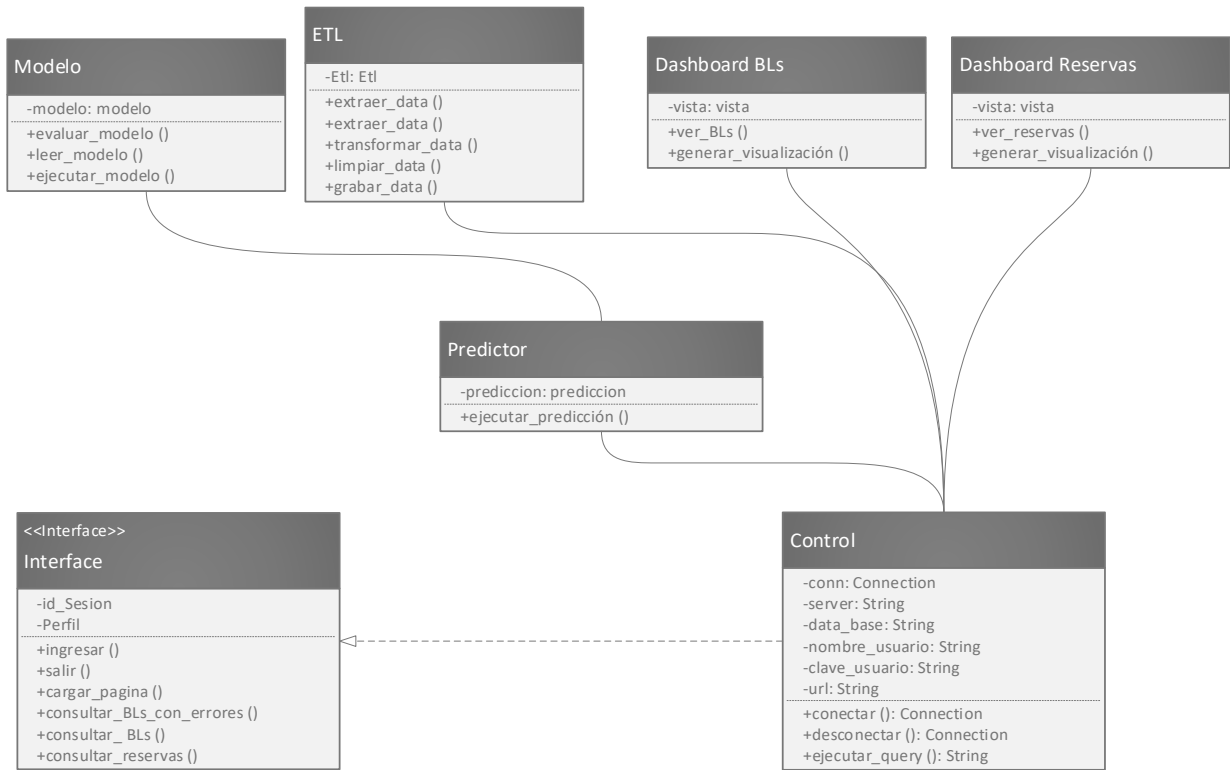 ETL
-Etl: Etl
+extraer_data ()
+extraer_data ()
+transformar_data ()
+limpiar_data ()
+grabar_data ()
Modelo
-modelo: modelo
+evaluar_modelo ()
+leer_modelo ()
+ejecutar_modelo ()
Dashboard BLs
-vista: vista
+ver_BLs ()
+generar_visualización ()
Dashboard Reservas
-vista: vista
+ver_reservas ()
+generar_visualización ()
Predictor
-prediccion: prediccion
+ejecutar_predicción ()
<<Interface>>
Interface
-id_Sesion
-Perfil
+ingresar ()
+salir ()
+cargar_pagina ()
+consultar_BLs_con_errores ()
+consultar_ BLs ()
+consultar_reservas ()
Control
-conn: Connection
-server: String
-data_base: String
-nombre_usuario: String
-clave_usuario: String
-url: String
+conectar (): Connection
+desconectar (): Connection
+ejecutar_query (): String